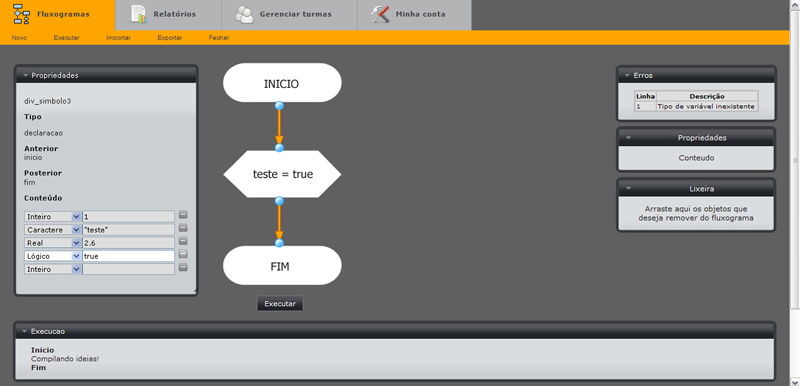 Fluxogramas
Relatórios
Gerenciar turmas
Minha conta
Novo
Executar
Importar
Exportar
Fechar
Propriedades
div_simbolo3
Tipo
declaracao
Anterior
inicio
Posterior
fim
Conteúdo
Inteiro 1
Caractere "teste"
Real 2.6
Lógico true
Inteiro
INICIO
teste = true
FIM
Executar
Erros
Linha Descrição
1 Tipo de variável inexistente
Propriedades
Conteudo
Lixeira
Arraste aqui os objetos que
deseja remover do fluxograma
Execucao
Inicio
Compilando ideias!
Fim